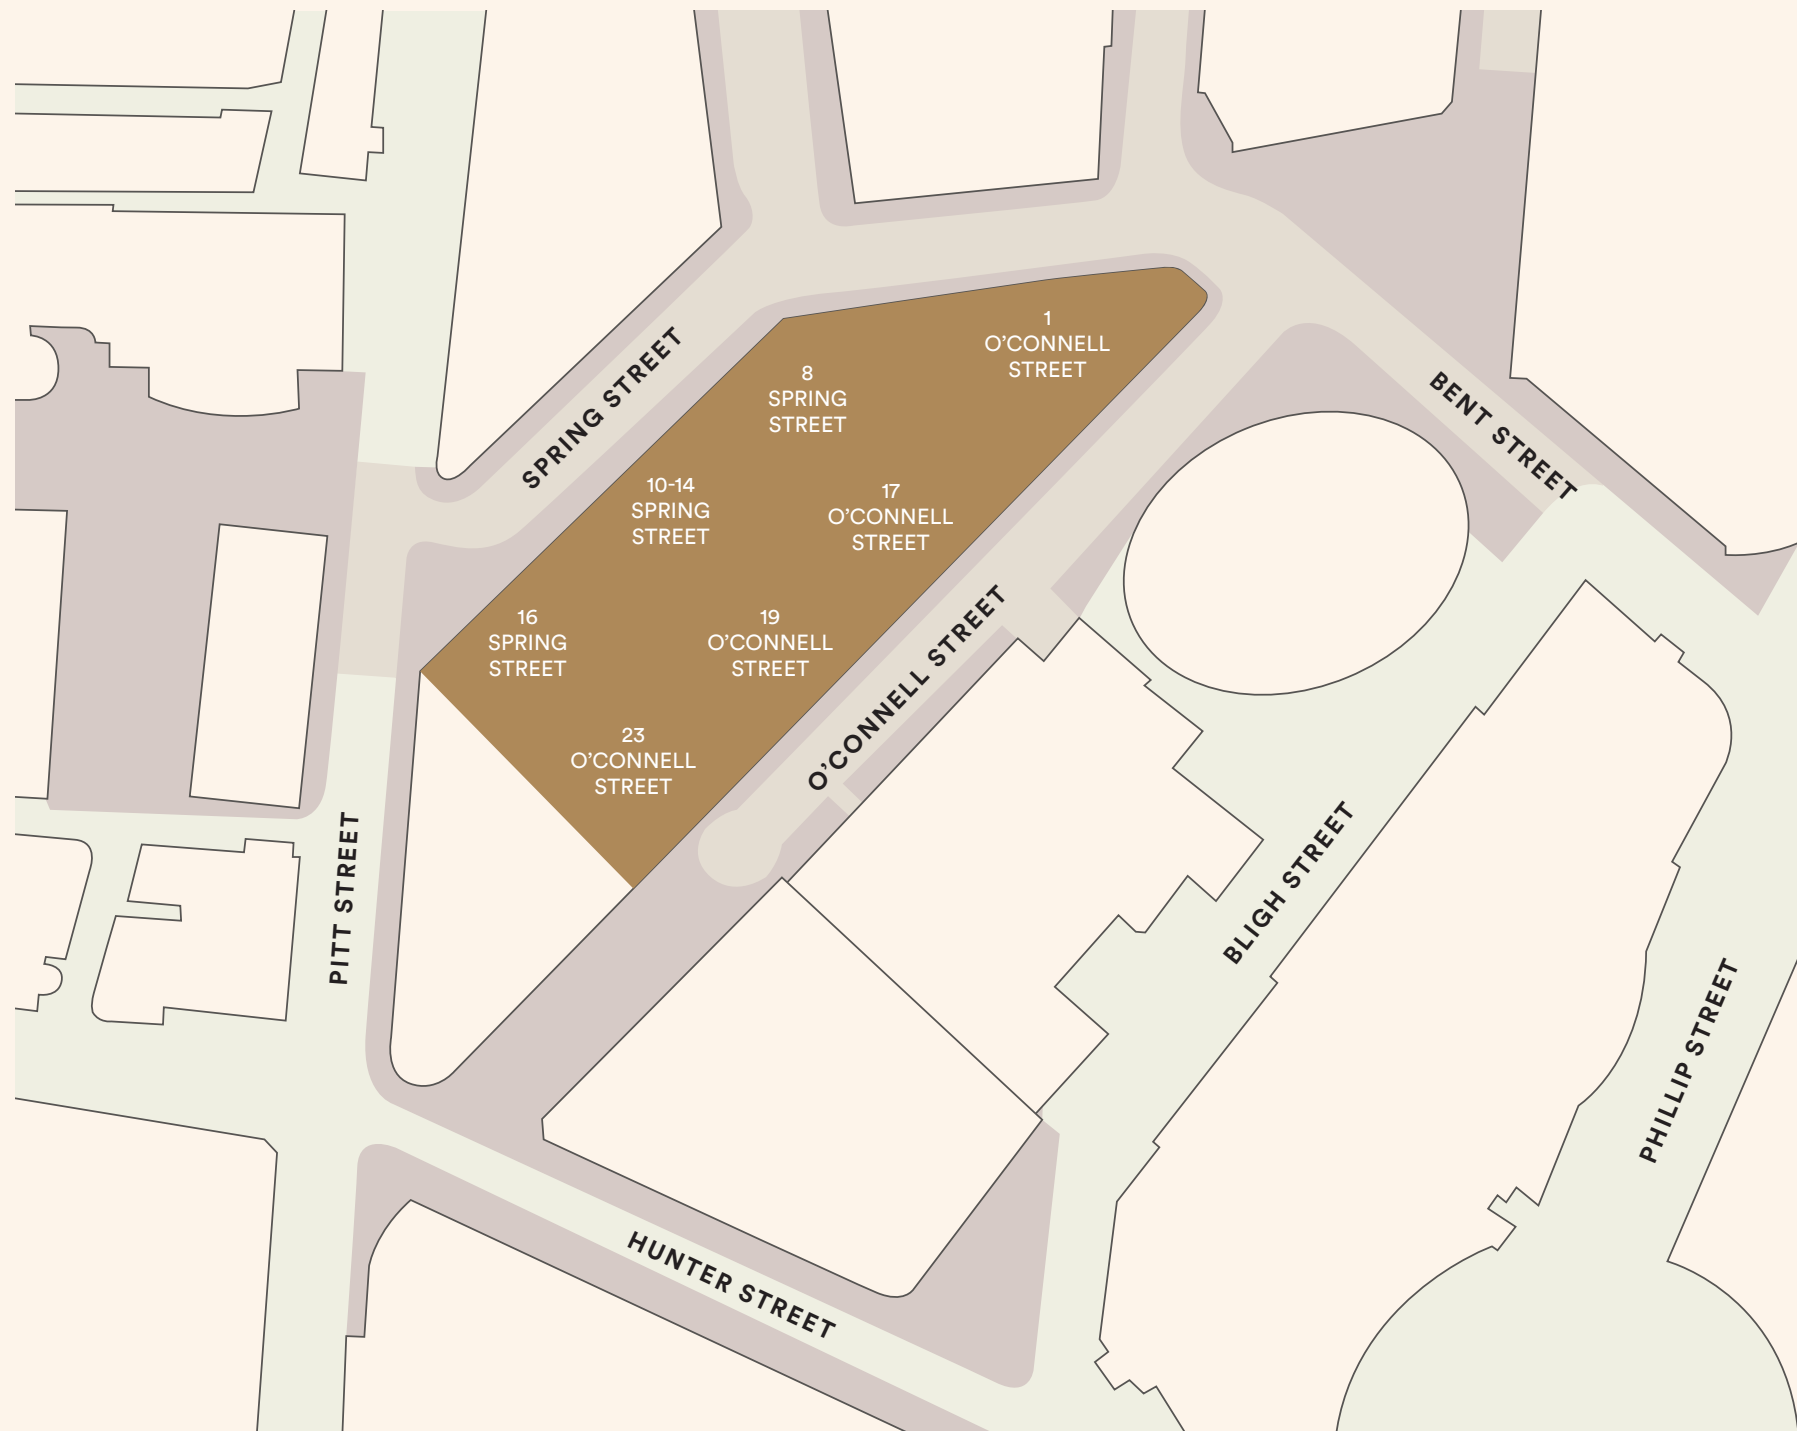 1
O’CONNELL
STREET
8
SPRING
STREET
SPRING STREET
BENT STREET
10-14
SPRING
STREET
17
O’CONNELL
STREET
16
SPRING
STREET
19
O’CONNELL
STREET
O’CONNELL STREET
23
O’CONNELL
STREET
PITT STREET
BLIGH STREET
PHILLIP STREET
HUNTER STREET